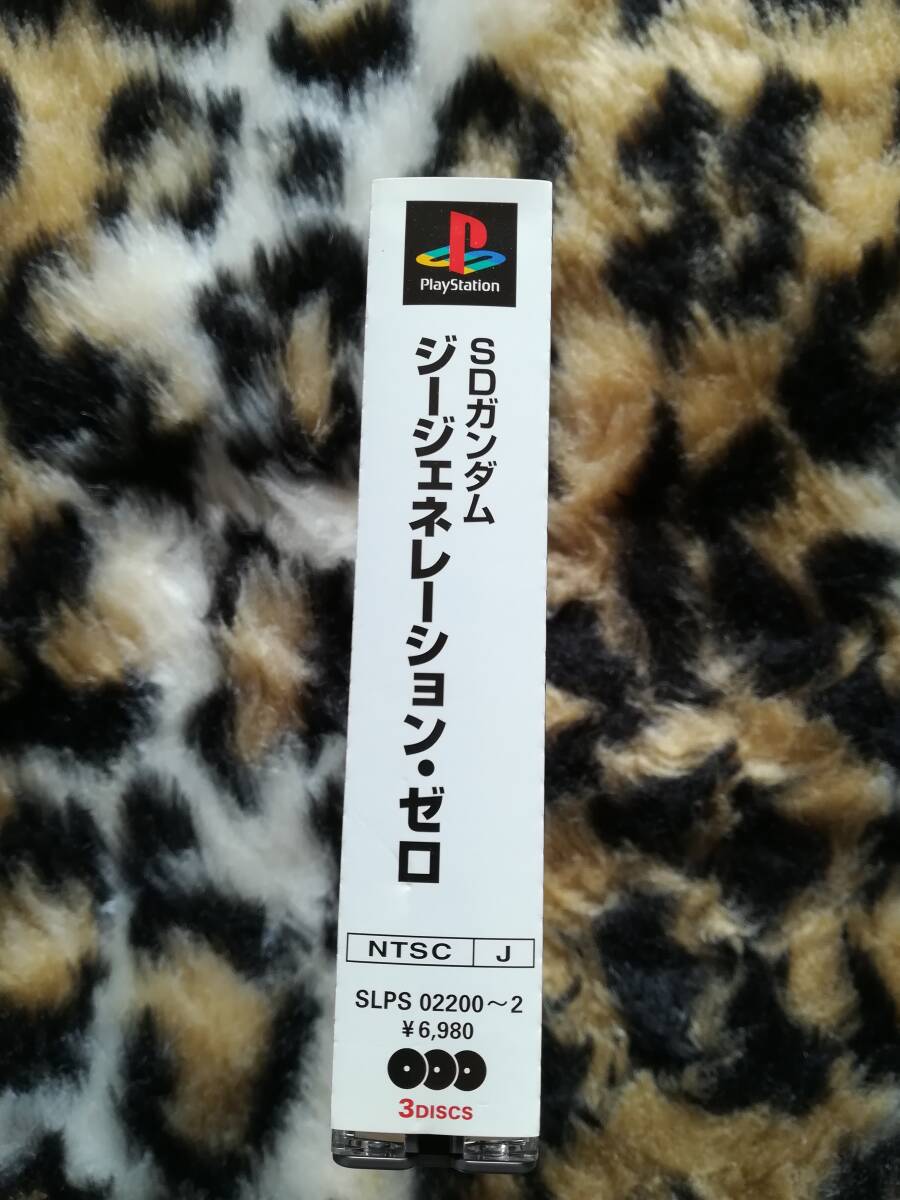 PlayStation
SDガンダム
ジージェネレーション・ゼロ
NTSC J
SLPS 02200～2
¥6,980
3DISCS